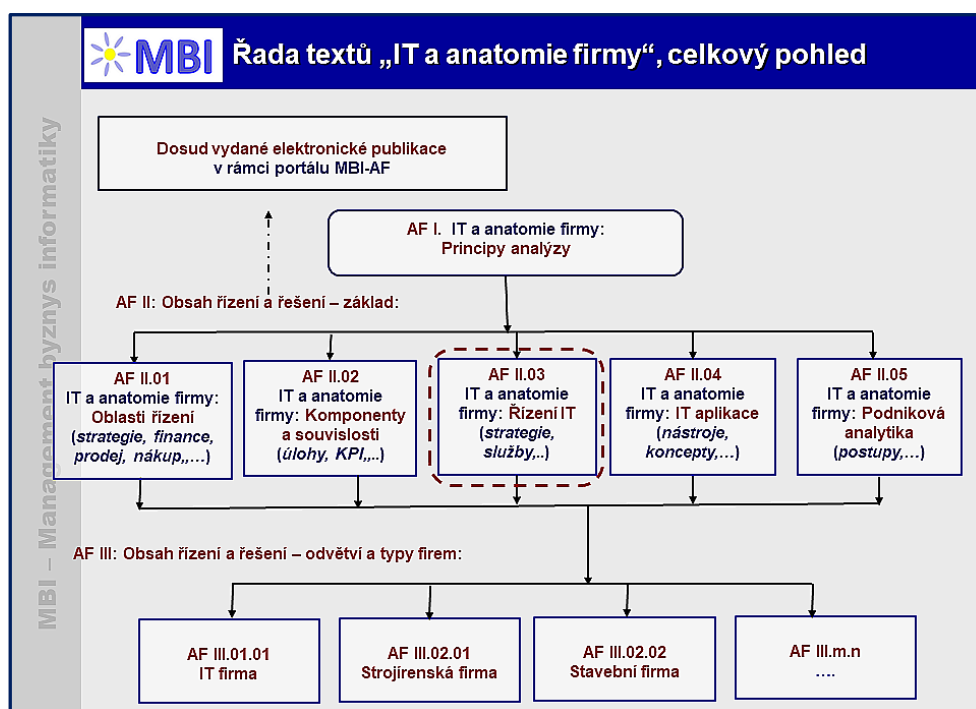 MBI
Řada textů „IT a anatomie firmy“, celkový pohled
MBI – Management byznys informatiky
Dosud vydané elektronické publikace
v rámci portálu MBI-AF
AF I. IT a anatomie firmy:
Principy analýzy
AF II: Obsah řízení a řešení – základ:
AF II.01
IT a anatomie firmy:
Oblasti řízení
(strategie, finance,
prodej, nákup,,…)
AF II.02
IT a anatomie
firmy: Komponenty
a souvislosti
(úlohy, KPI,,..)
AF II.03
IT a anatomie
firmy: Řízení IT
(strategie,
služby,..)
AF II.04
IT a anatomie
firmy: IT aplikace
(nástroje,
koncepty,…)
AF II.05
IT a anatomie
firmy: Podniková
analytika
(postupy,…)
AF III: Obsah řízení a řešení – odvětví a typy firem:
AF III.01.01
IT firma
AF III.02.01
Strojírenská firma
AF III.02.02
Stavební firma
AF III.m.n
….